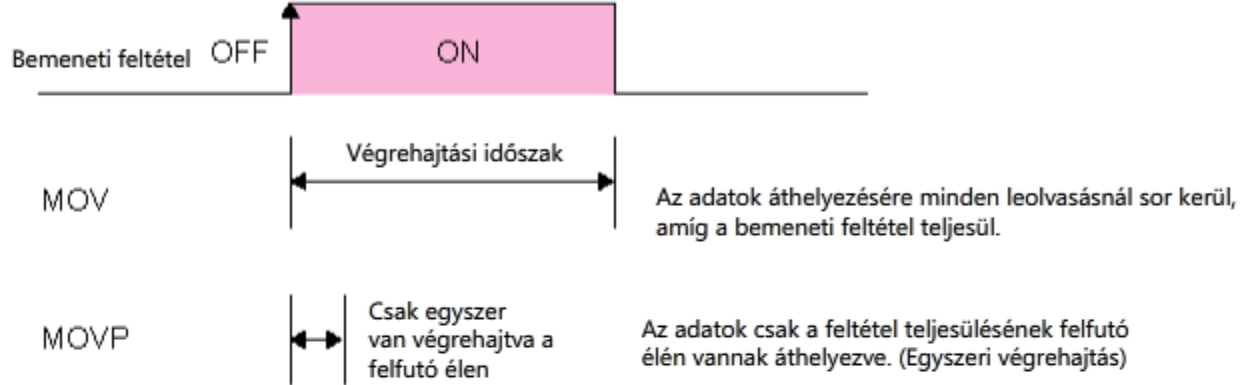 Bemeneti feltétel OFF ON
Végrehajtási időszak
MOV
Az adatok áthelyezésére minden leolvasásnál sor kerül,
amíg a bemeneti feltétel teljesül.
MOVP
Csak egyszer
van végrehajtva a
felfutó élen
Az adatok csak a feltétel teljesülésének felfutó
élén vannak áthelyezve. (Egyszeri végrehajtás)